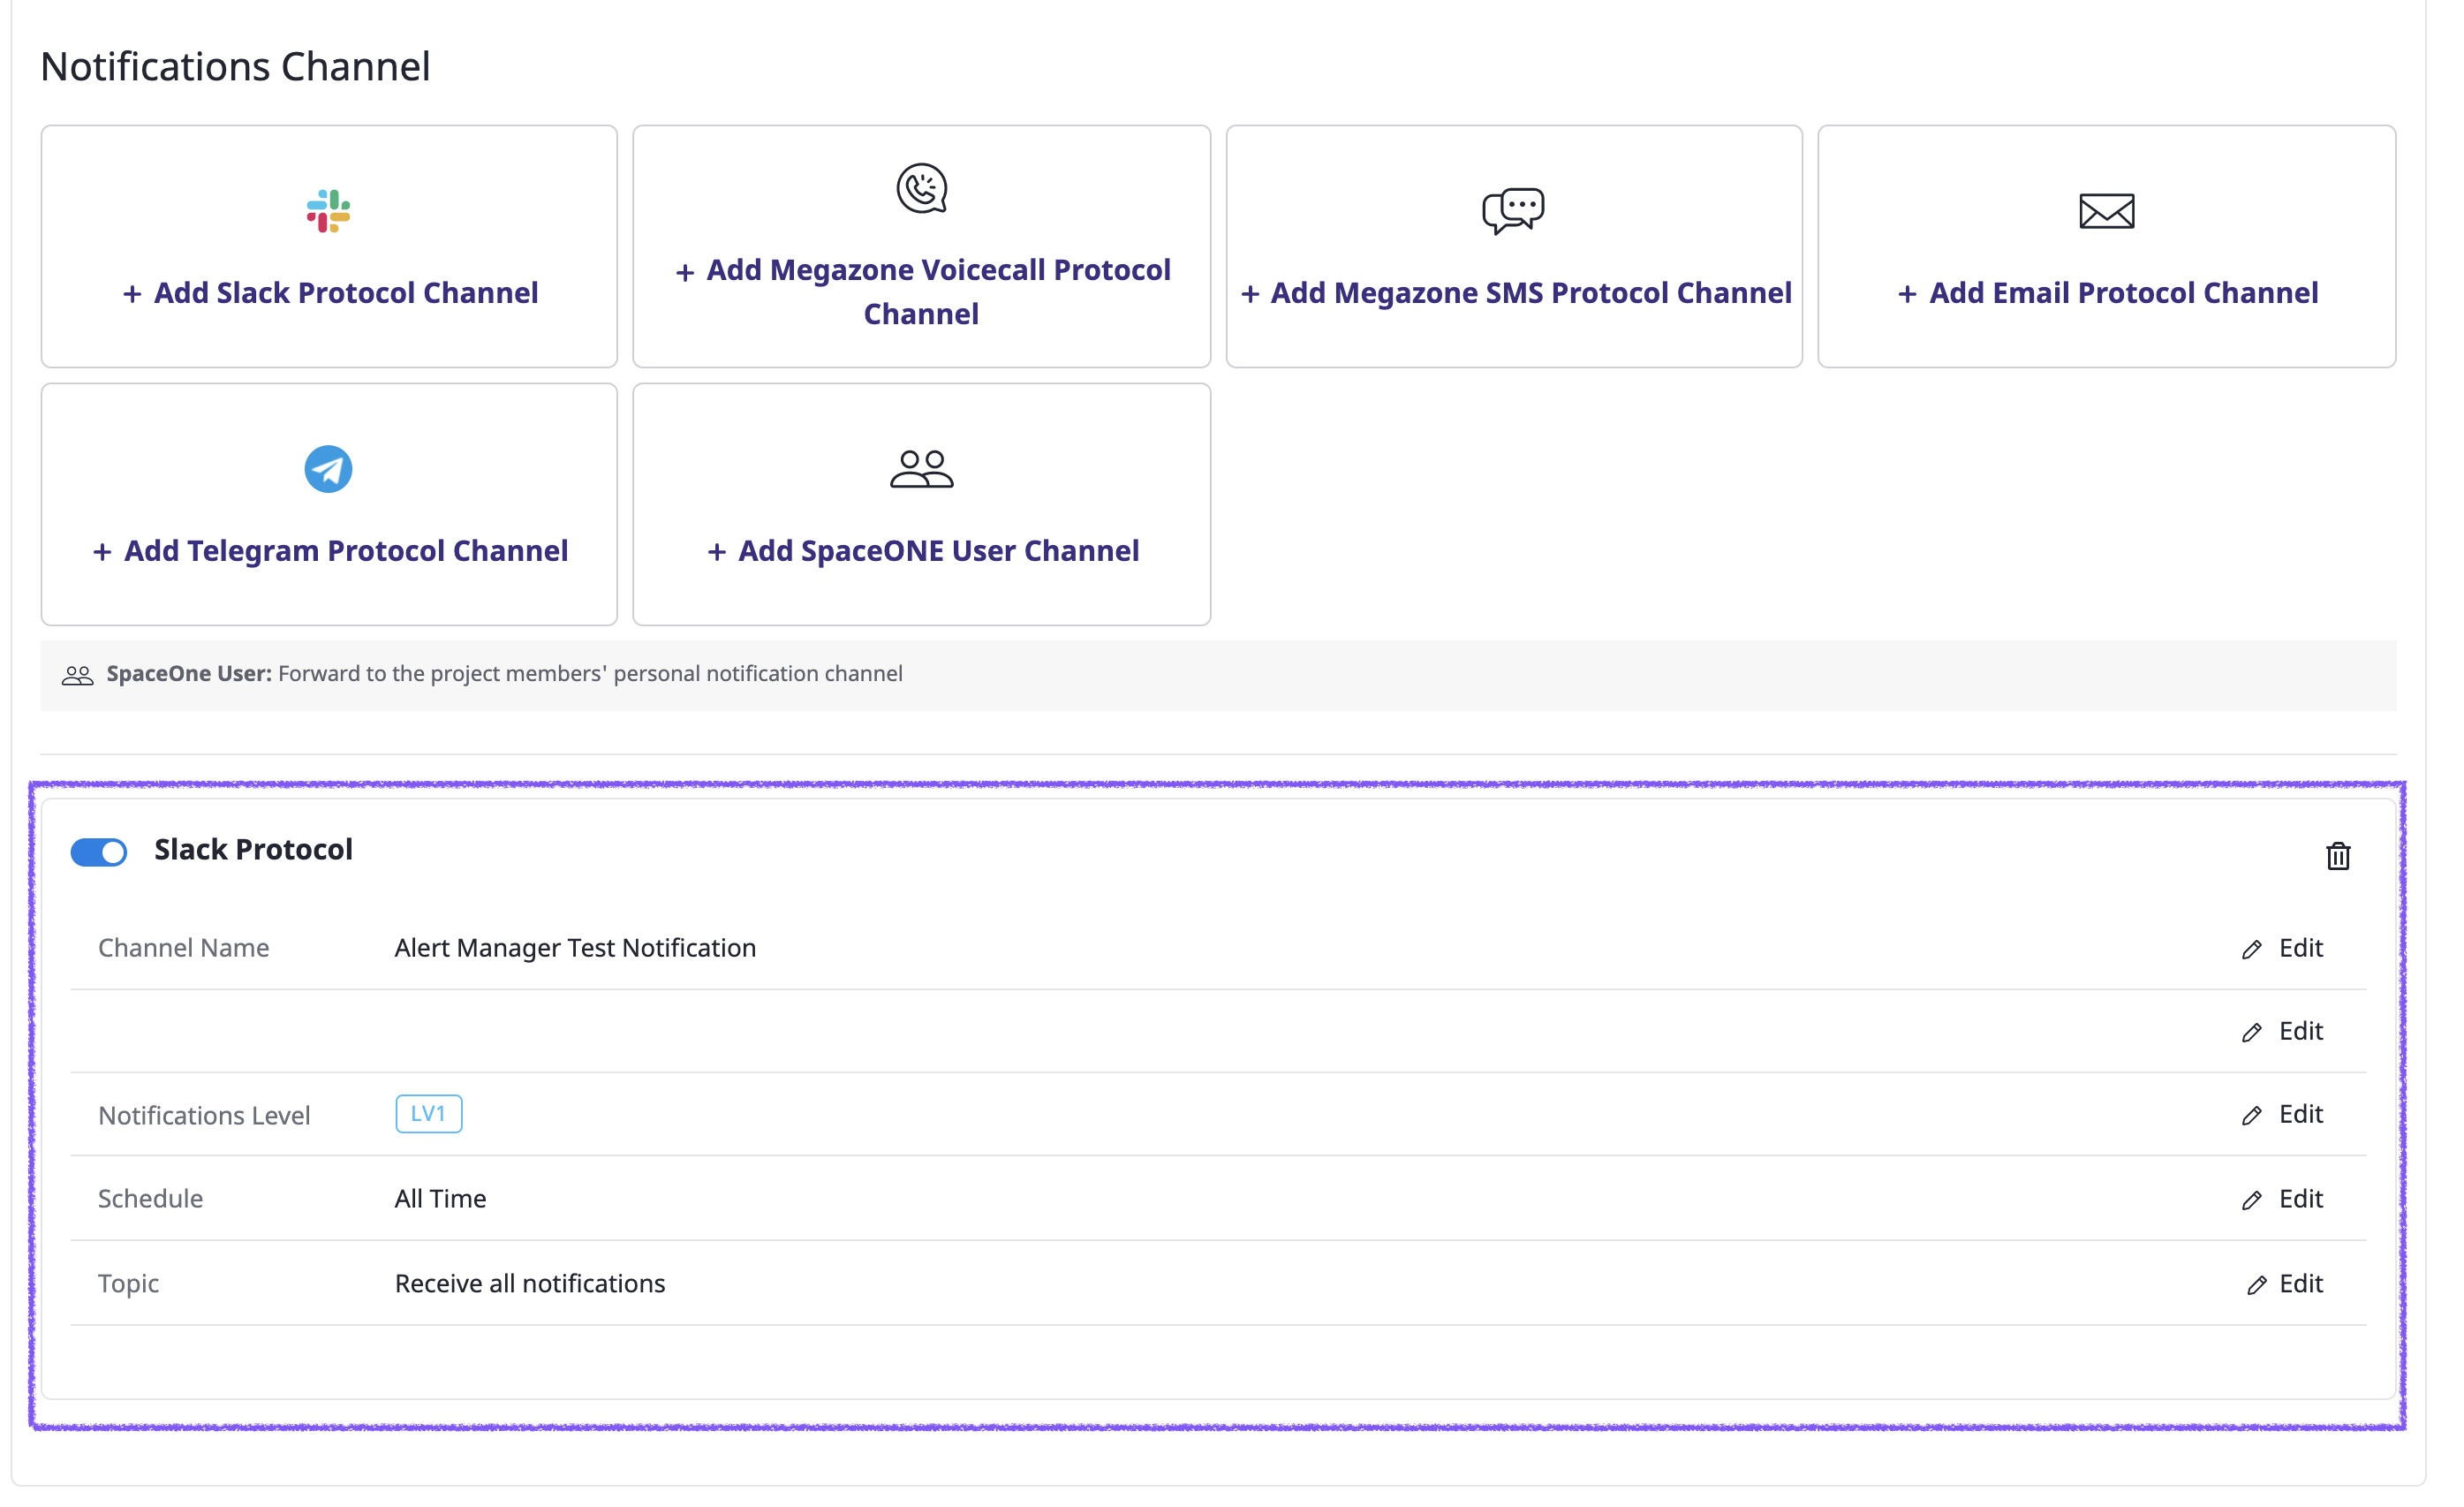 Notifications Channel
+ Add Slack Protocol Channel
+ Add Megazone Voicecall Protocol
Channel
+ Add Megazone SMS Protocol Channel
+ Add Email Protocol Channel
+ Add Telegram Protocol Channel
+ Add SpaceONE User Channel
SpaceOne User: Forward to the project members' personal notification channel
Slack Protocol
Channel Name Alert Manager Test Notification Edit
Edit
Notifications Level LV1 Edit
Schedule All Time Edit
Topic Receive all notifications Edit